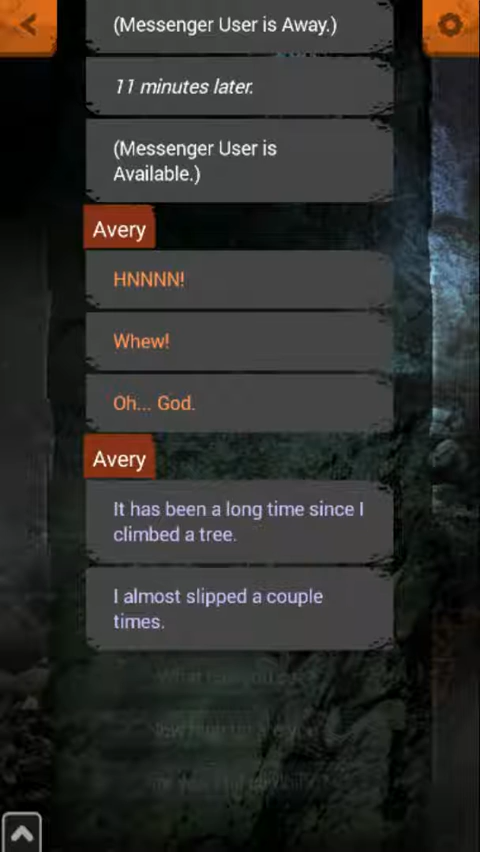 (Messenger User is Away.)
11 minutes later.
(Messenger User is
Available.)
Avery
HNNNN!
Whew!
Oh... God.
Avery
It has been a long time since I
climbed a tree.
I almost slipped a couple
times.